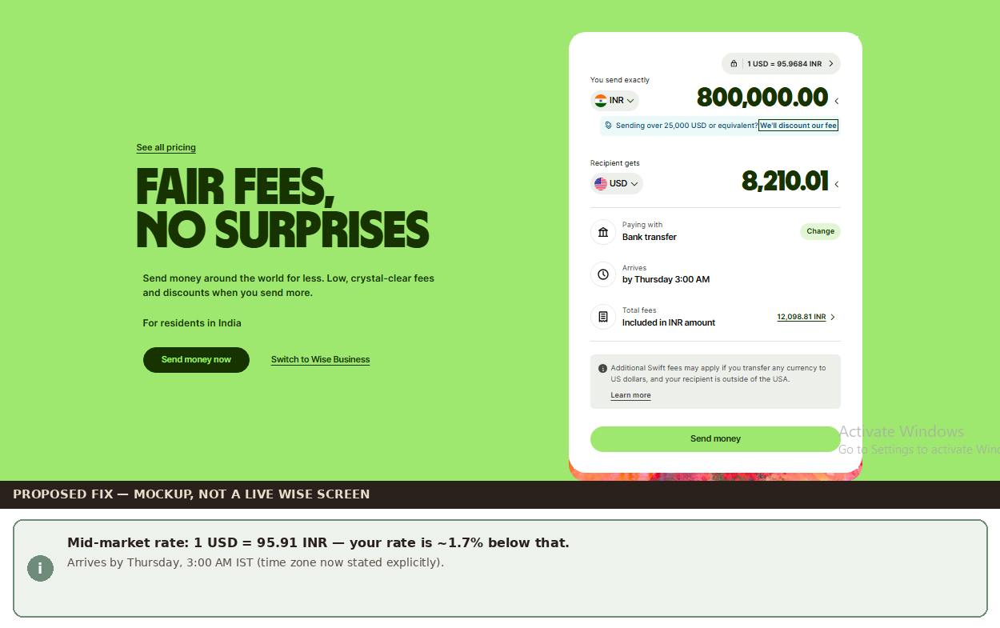 See all pricing
FAIR FEES,
NO SURPRISES
Send money around the world for less. Low, crystal-clear fees
and discounts when you send more.
For residents in India
Send money now
Switch to Wise Business
1 USD = 95.9684 INR
You send exactly
INR
800,000.00
Sending over 25,000 USD or equivalent? We'll discount our fee
Recipient gets
USD
8,210.01
Paying with
Bank transfer
Change
Arrives
by Thursday 3:00 AM
Total fees
Included in INR amount
12,098.81 INR
Additional Swift fees may apply if you transfer any currency to
US dollars, and your recipient is outside of the USA.
Learn more
Send money
Activate Windows
Go to Settings to activate Wind
PROPOSED FIX — MOCKUP, NOT A LIVE WISE SCREEN
i
Mid-market rate: 1 USD = 95.91 INR — your rate is ~1.7% below that.
Arrives by Thursday, 3:00 AM IST (time zone now stated explicitly).